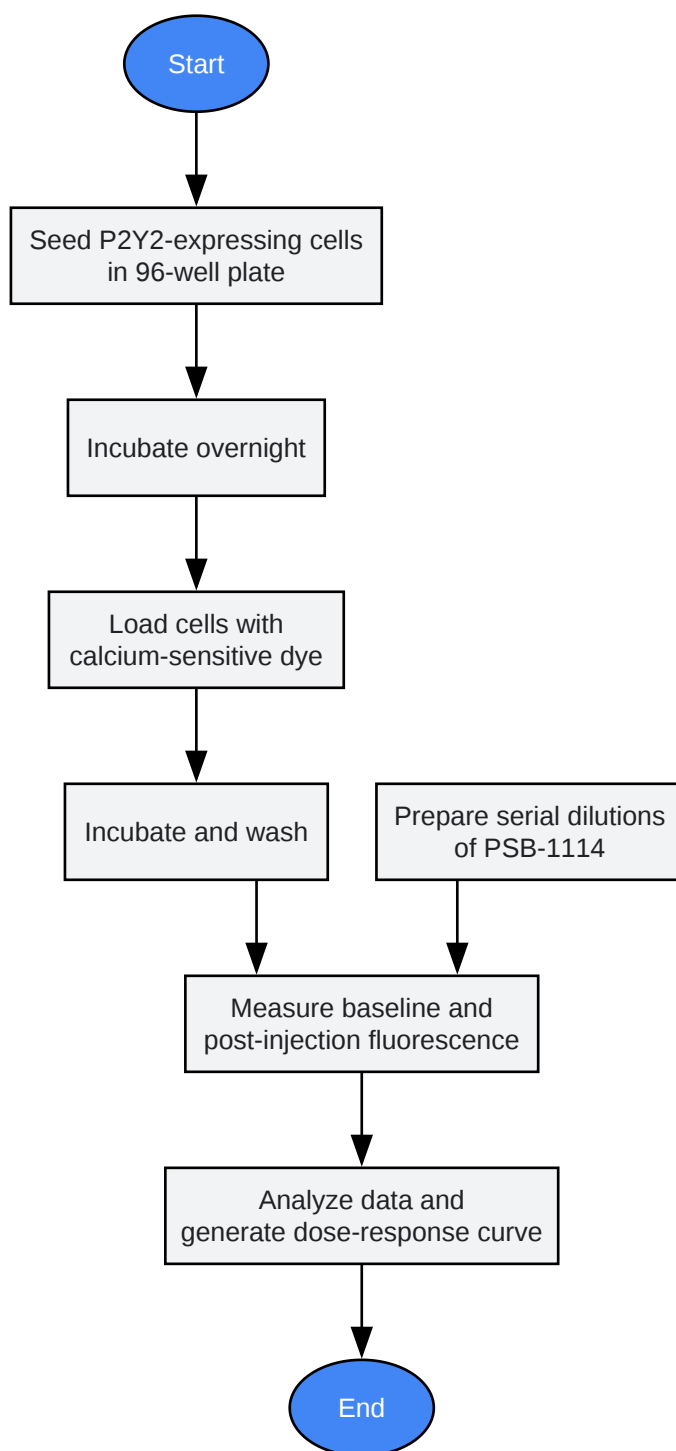 Start
Seed P2Y2-expressing cells
in 96-well plate
Incubate overnight
Load cells with
calcium-sensitive dye
Incubate and wash
Prepare serial dilutions
of PSB-1114
Measure baseline and
post-injection fluorescence
Analyze data and
generate dose-response curve
End